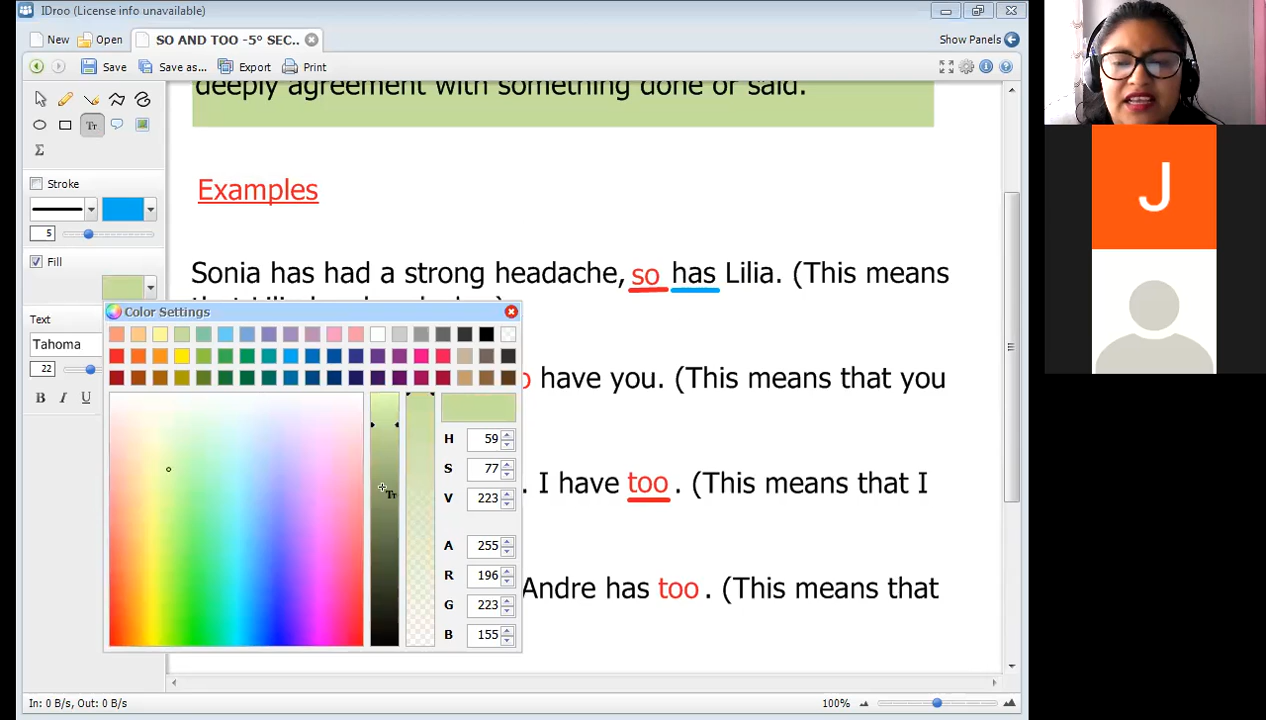 IDroo (License info unavailable)
New
Open
SO AND TOO -5° SEC..
Show Panels
Save
Save as...
Export
Print
deeply agreement with something done or said.
Tr
Σ
Stroke
Examples
5
Fill
Sonia has had a strong headache, so has Lilia. (This means
Color Settings
Text
Tahoma
22
B I U
have you. (This means that you
H 59
S 77
V 223
. I have too . (This means that I
A 255
R 196
G 223
B 155
Andre has too . (This means that
In: 0 B/s, Out: 0 B/s
100%
J